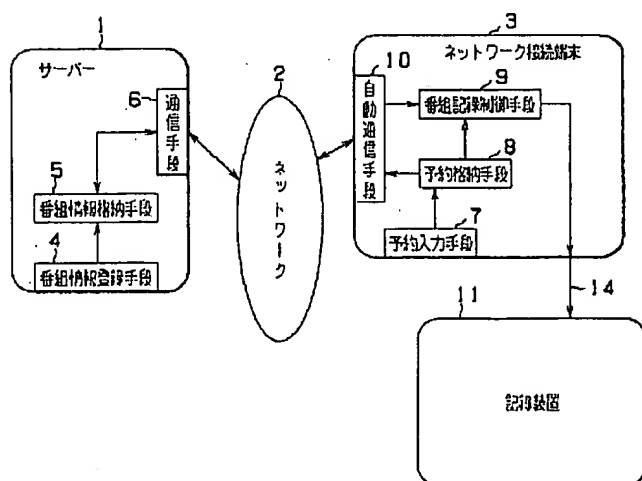 1
サーバー
6
通信手段
5
番組情報格納手段
4
番組情報登録手段
2
ネットワーク
3
ネットワーク接続端末
10
自動通信手段
9
番組記録制御手段
8
予約格納手段
7
予約入力手段
14
11
記録装置